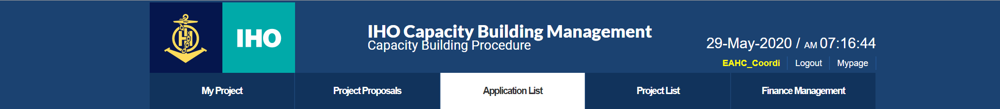 1921
IHO
IHO Capacity Building Management
Capacity Building Procedure
29-May-2020 / AM 07:16:44
EAHC_Coordi Logout Mypage
My Project Project Proposals Application List Project List Finance Management